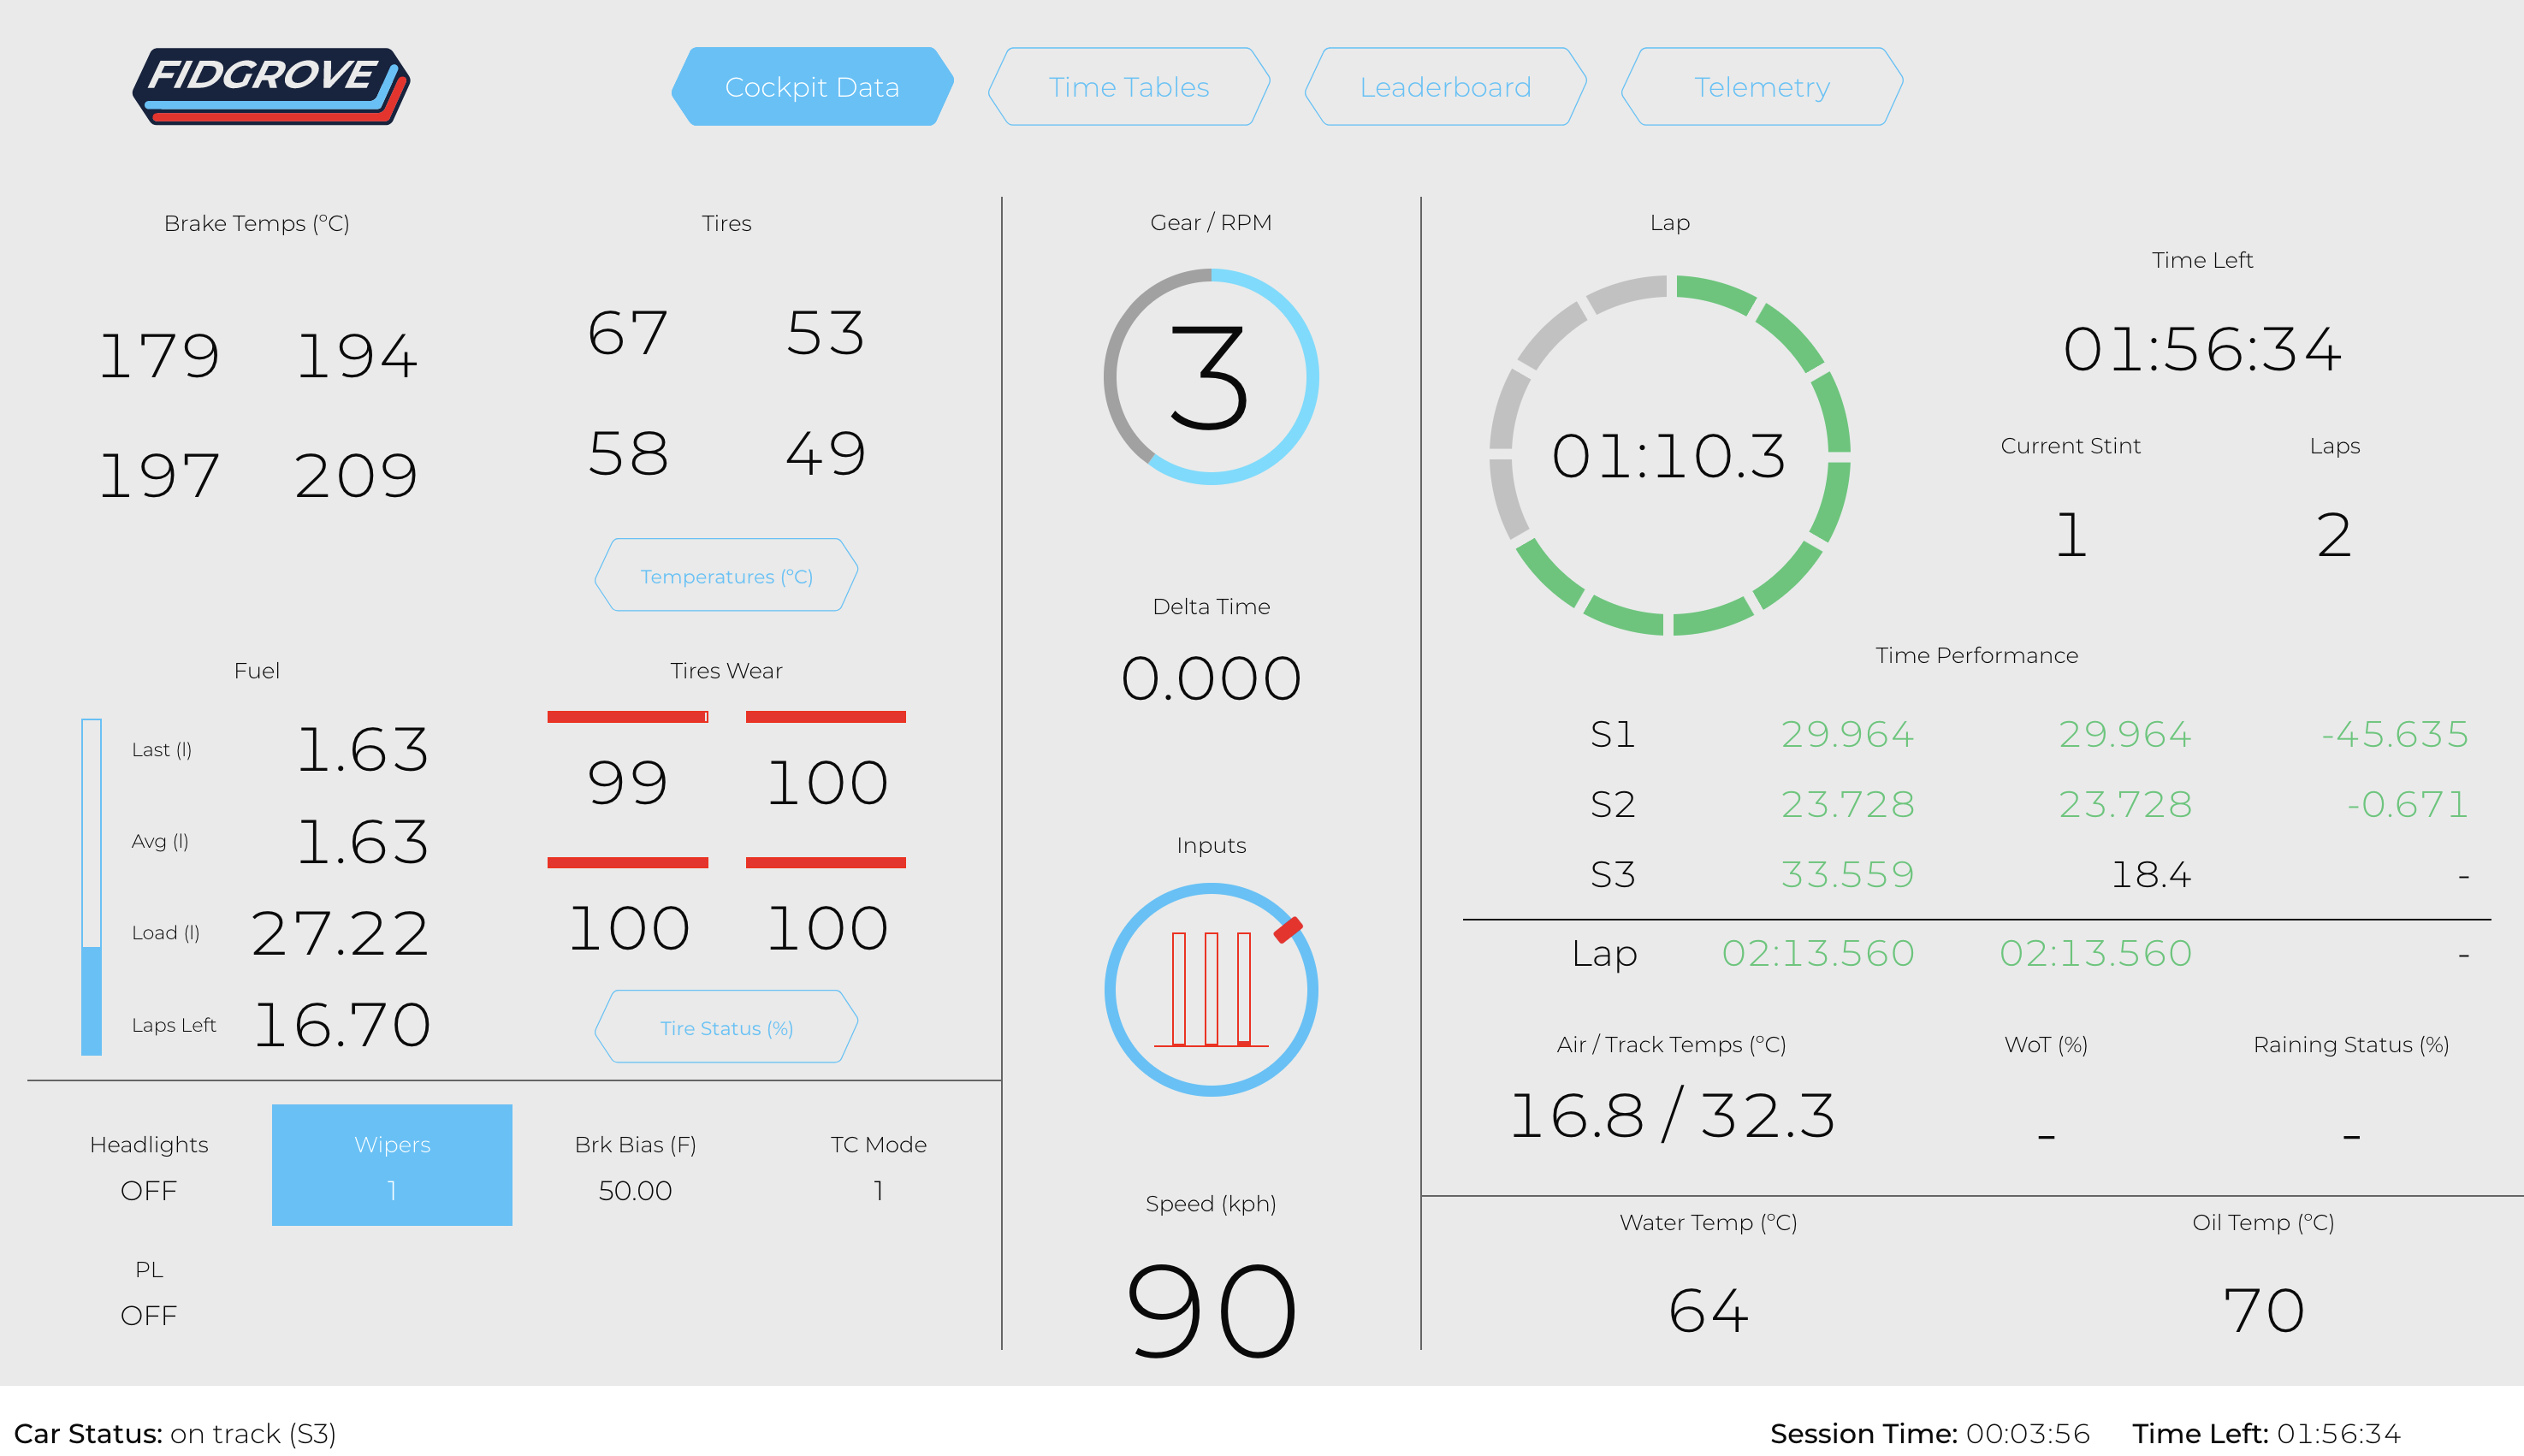 FIDGROVE
Cockpit Data Time Tables Leaderboard Telemetry
Brake Temps (ºC)
179 194
197 209
Tires
67 53
58 49
Temperatures (ºC)
Fuel
Last (l) 1.63
Avg (l) 1.63
Load (l) 27.22
Laps Left 16.70
Tires Wear
99 100
100 100
Tire Status (%)
Headlights Wipers Brk Bias (F) TC Mode
OFF 1 50.00 1
PL
OFF
Gear / RPM
3
Delta Time
0.000
Inputs
Speed (kph)
90
Lap
01:10.3
Time Left
01:56:34
Current Stint Laps
1 2
Time Performance
S1 29.964 29.964 -45.635
S2 23.728 23.728 -0.671
S3 33.559 18.4 -
Lap 02:13.560 02:13.560 -
Air / Track Temps (ºC) WoT (%) Raining Status (%)
16.8 / 32.3 - -
Water Temp (ºC) Oil Temp (ºC)
64 70
Car Status: on track (S3) Session Time: 00:03:56 Time Left: 01:56:34